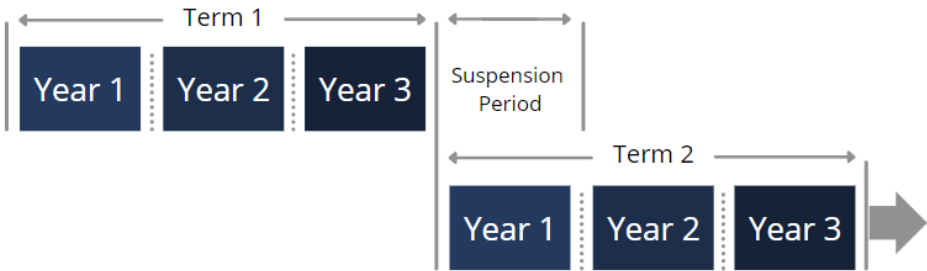 Term 1
Year 1 Year 2 Year 3
Suspension
Period
Term 2
Year 1 Year 2 Year 3